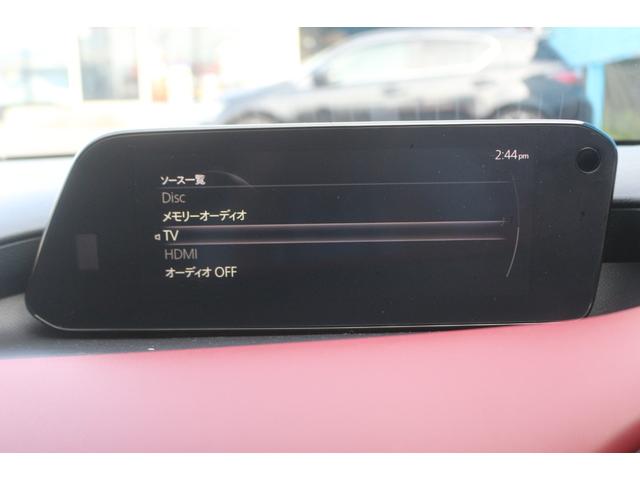 2:44pm
ソース一覧
Disc
メモリーオーディオ
TV
HDMI
オーディオ OFF